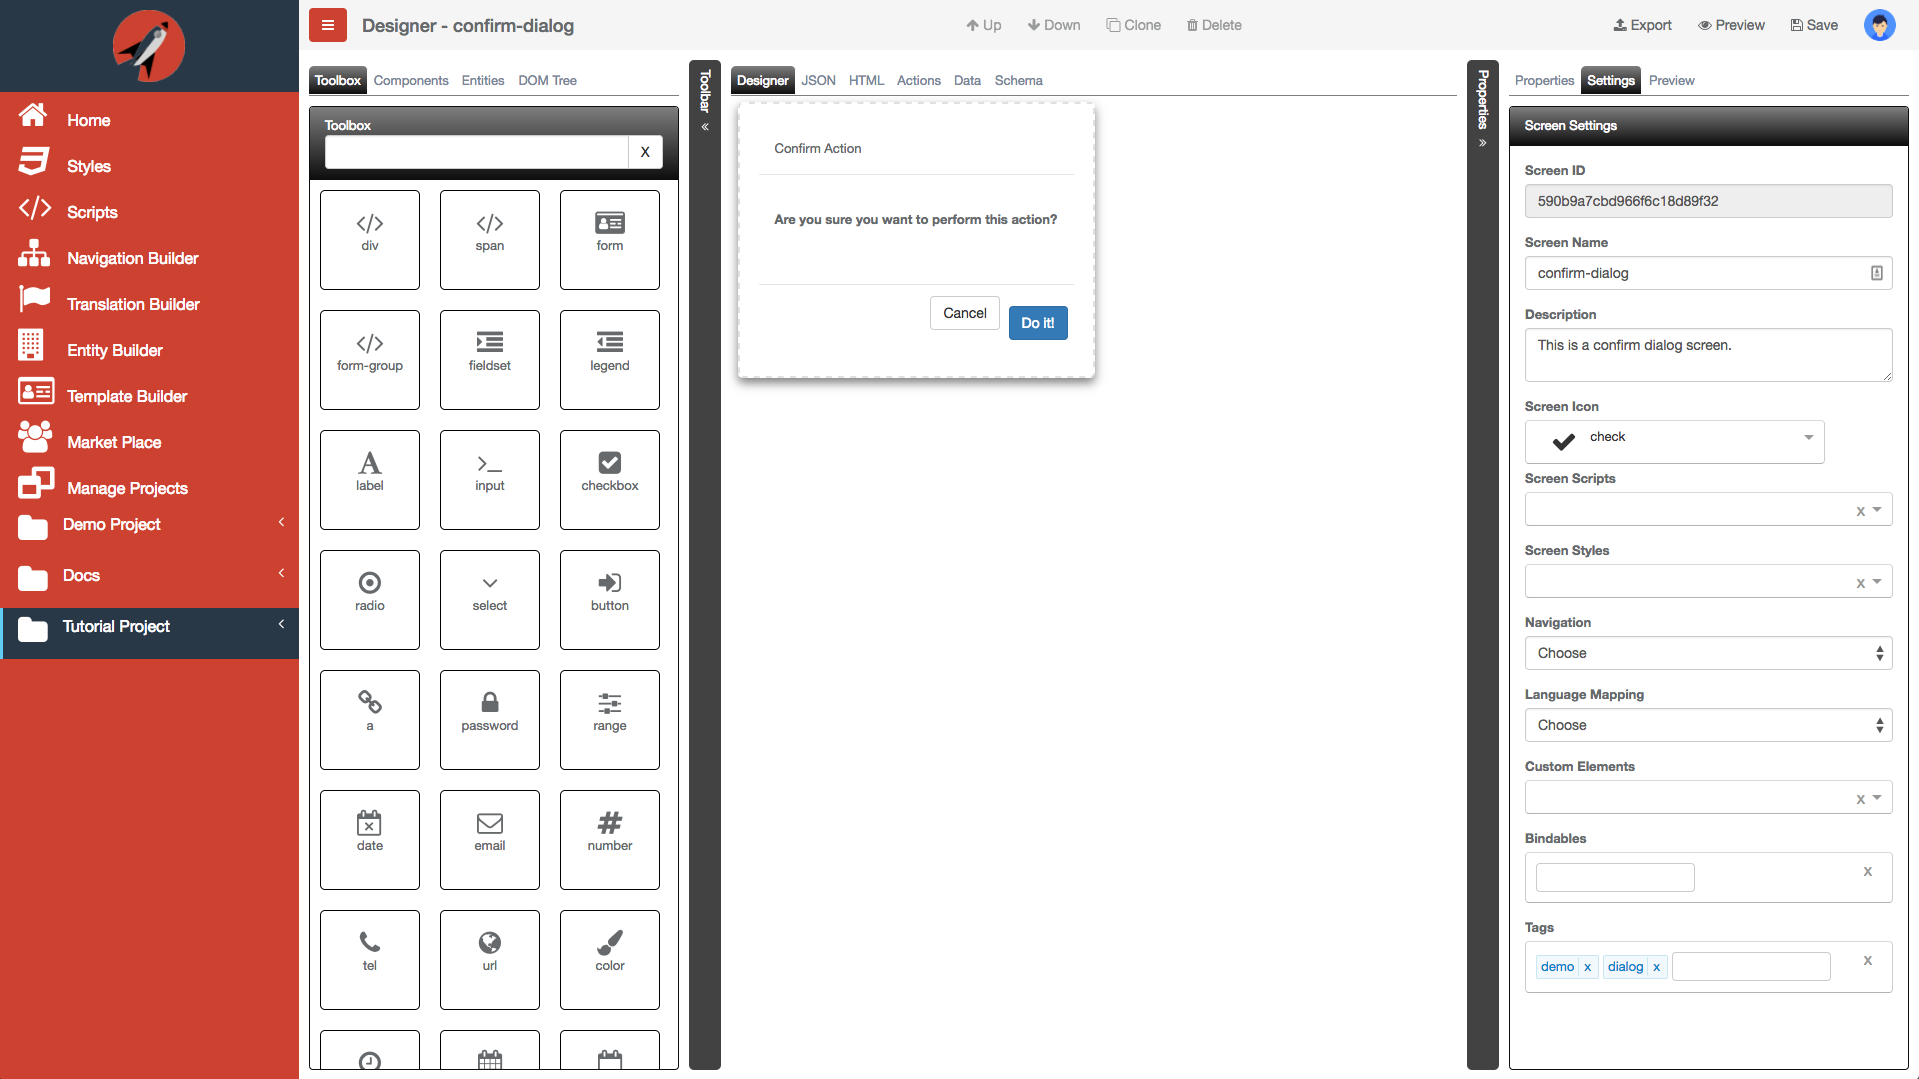 Designer - confirm-dialog
Up
Down
Clone
Delete
Export
Preview
Save
Home
Styles
Scripts
Navigation Builder
Translation Builder
Entity Builder
Template Builder
Market Place
Manage Projects
Demo Project
Docs
Tutorial Project
Toolbox Components Entities DOM Tree
Toolbox
X
div
span
form
form-group
fieldset
legend
label
input
checkbox
radio
select
button
a
password
range
date
email
number
tel
url
color
Toolbar
Designer JSON HTML Actions Data Schema
Confirm Action
Are you sure you want to perform this action?
Cancel
Do it!
Properties
Properties Settings Preview
Screen Settings
Screen ID
590b9a7cbd966f6c18d89f32
Screen Name
confirm-dialog
Description
This is a confirm dialog screen.
Screen Icon
check
Screen Scripts
x
Screen Styles
x
Navigation
Choose
Language Mapping
Choose
Custom Elements
x
Bindables
x
Tags
demo x dialog x
x